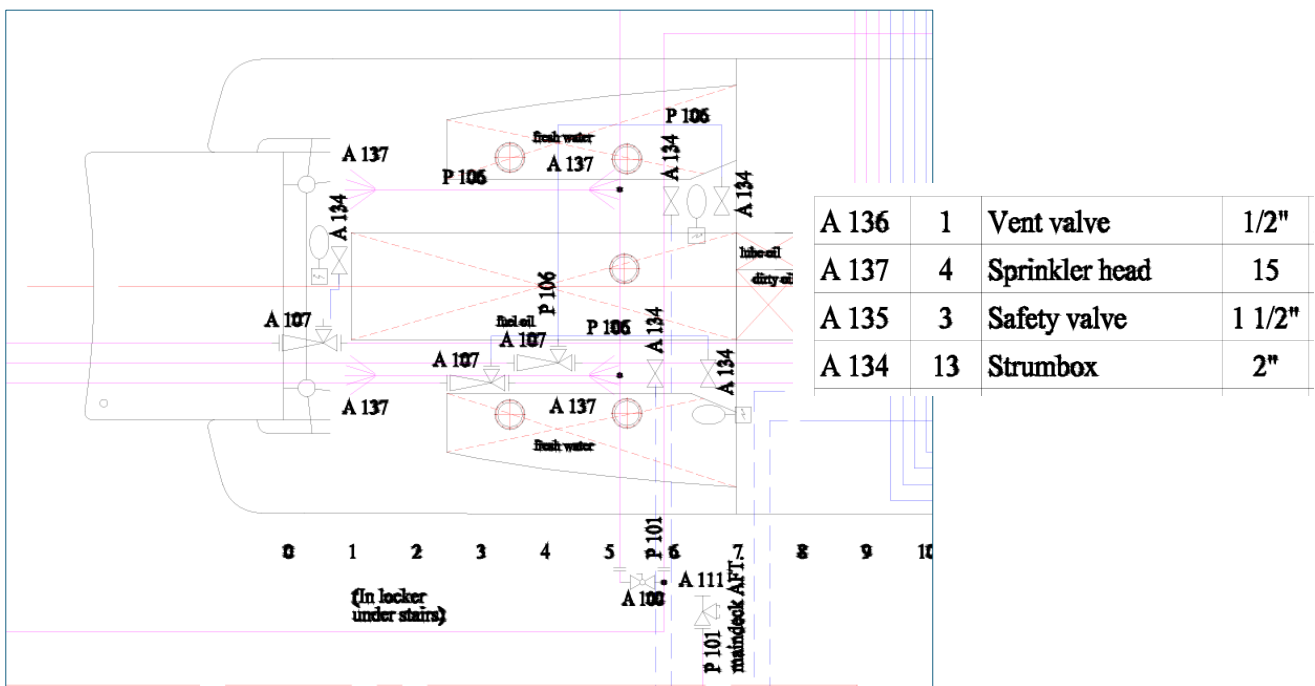 P 106
fresh water
A 137
A 137
A 134
P 106
A 134
A 134
lube oil
dirty oil
P 106
A 107
fuel oil
P 106
A 134
A 107
A 107
A 134
A 137
A 137
fresh water
P 101
0 1 2 3 4 5 6 7 8 9 10
A 111
(In locker
under stairs)
A 100
P 101
maindeck AFT.
A 136 1 Vent valve 1/2"
A 137 4 Sprinkler head 15
A 135 3 Safety valve 1 1/2"
A 134 13 Strumbox 2"